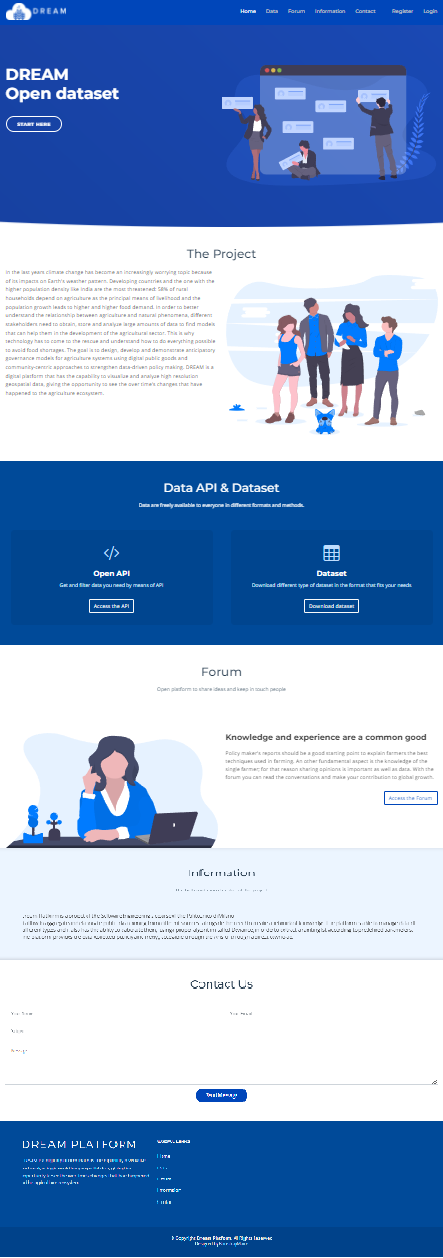 DREAM
Home Data Forum Information Contact Register Login
DREAM
Open dataset
START HERE
The Project
In the last years climate change has become an increasingly worrying topic because
of its impacts on Earth's weather pattern. Developing countries and the one with the
higher population density like India are the most threatened: 58% of rural
households depend on agriculture as the principal means of livelihood and the
population growth leads to higher and higher food demand. In order to better
understand the relationship between agriculture and natural phenomena, different
stakeholders need to obtain, store and analyze large amounts of data to find models
that can help them in the development of the agricultural sector. This is why
technology has to come to the rescue and understand how to do everything possible
to avoid food shortages. The goal is to design, develop and demonstrate anticipatory
governance models for agriculture systems using digital public goods and
community-centric approaches to strengthen data-driven policy making. DREAM is a
digital platform that has the capability to visualize and analyze high resolution
geospatial data, giving the opportunity to see the over time's changes that have
happened to the agriculture ecosystem.
Data API & Dataset
Data are freely available to everyone in different formats and methods.
Open API
Get and filter data you need by means of API
Access the API
Dataset
Download different type of dataset in the format that fits your needs
Download dataset
Forum
Open platform to share ideas and keep in touch people
Knowledge and experience are a common good
Policy maker's reports should be a good starting point to explain farmers the best
techniques used in farming. An other fundamental aspect is the knowledge of the
single farmer; for that reason sharing opinions is important as well as data. With the
forum you can read the conversations and make your contribution to global growth.
Access the Forum
Information
Contact Us
Your Name
Your Email
Message
Send Message
DREAM PLATFORM
USEFUL LINKS
Home
Information
© Copyright Dream Platform. All Rights Reserved
Designed by